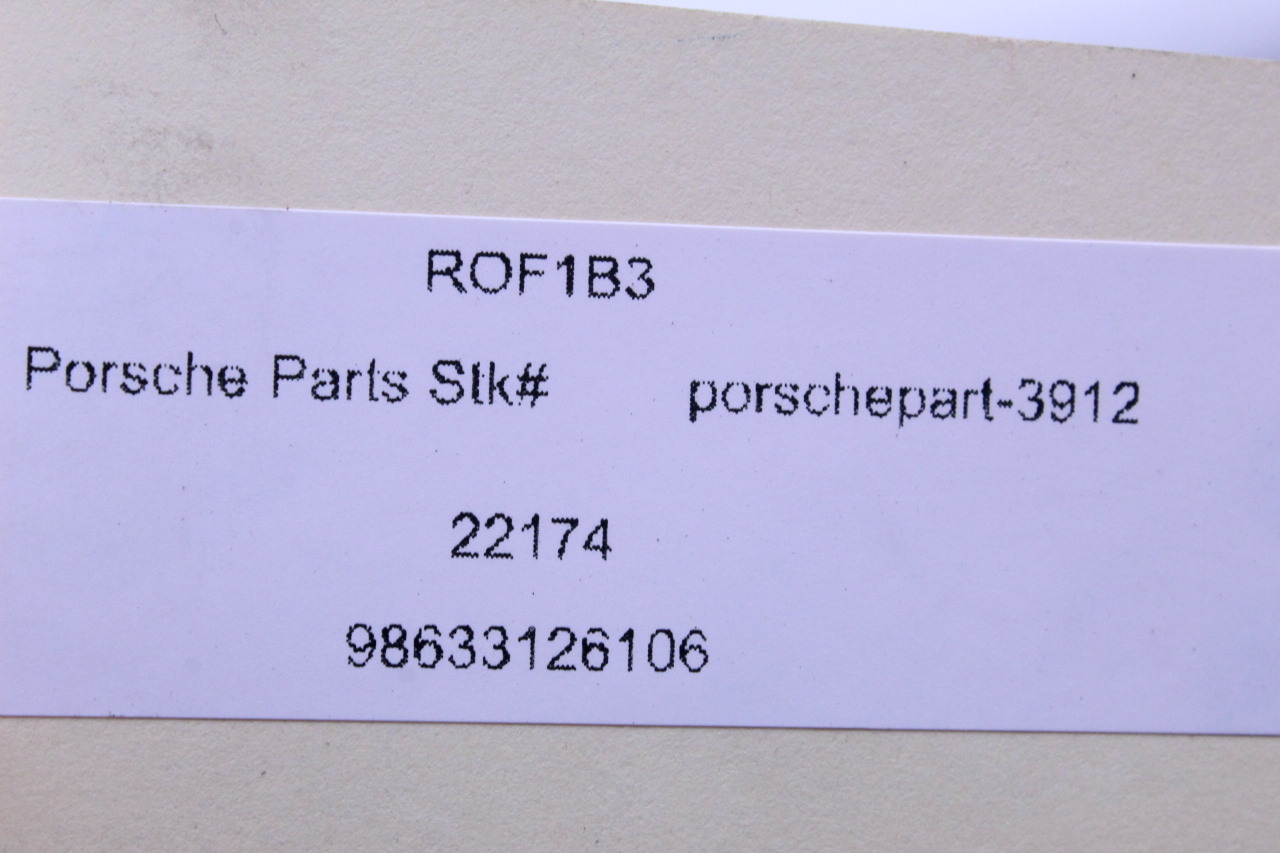 ROF1B3
Porsche Parts Stk# porschepart-3912
22174
98633126106